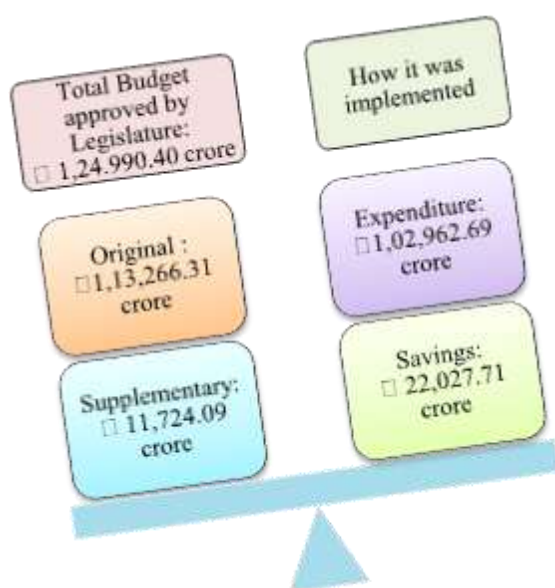 Total Budget
approved by
Legislature:
□ 1,24.990.40 crore
How it was
implemented
Original :
□1,13,266.31
crore
Expenditure:
□1,02,962.69
crore
Supplementary:
□ 11,724.09
crore
Savings:
□ 22,027.71
crore